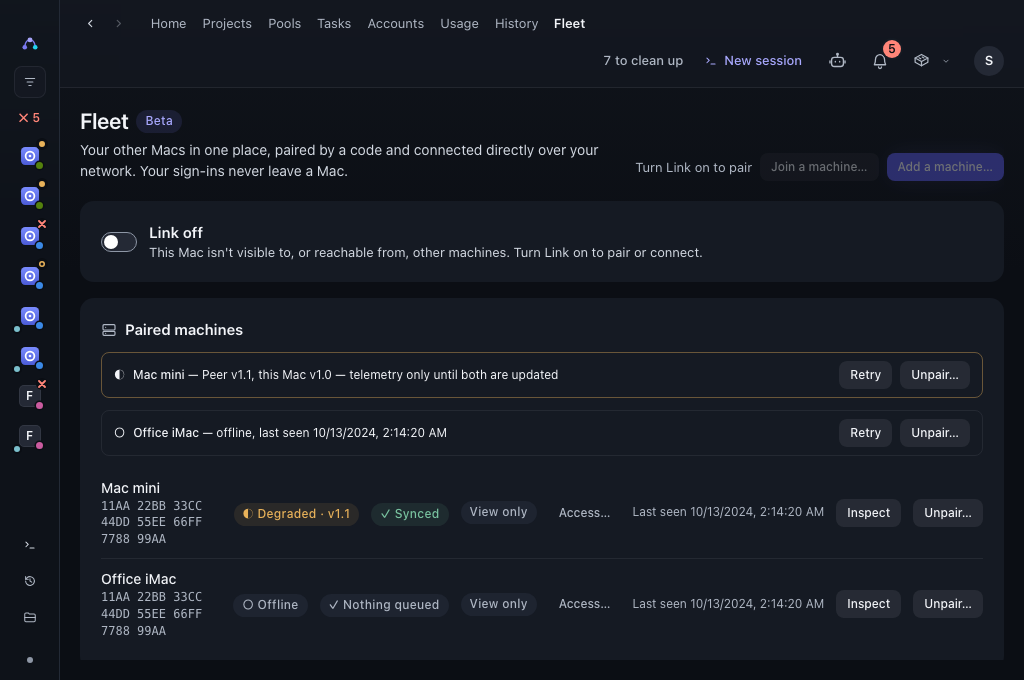 Home Projects Pools Tasks Accounts Usage History Fleet
7 to clean up New session 5 S
5
Fleet Beta
Your other Macs in one place, paired by a code and connected directly over your
network. Your sign-ins never leave a Mac.
Turn Link on to pair Join a machine... Add a machine...
Link off
This Mac isn't visible to, or reachable from, other machines. Turn Link on to pair or connect.
Paired machines
Mac mini — Peer v1.1, this Mac v1.0 — telemetry only until both are updated Retry Unpair...
Office iMac — offline, last seen 10/13/2024, 2:14:20 AM Retry Unpair...
Mac mini
11AA 22BB 33CC
44DD 55EE 66FF
7788 99AA
Degraded · v1.1 Synced View only Access... Last seen 10/13/2024, 2:14:20 AM Inspect Unpair...
Office iMac
11AA 22BB 33CC
44DD 55EE 66FF
7788 99AA
Offline Nothing queued View only Access... Last seen 10/13/2024, 2:14:20 AM Inspect Unpair...
F
F